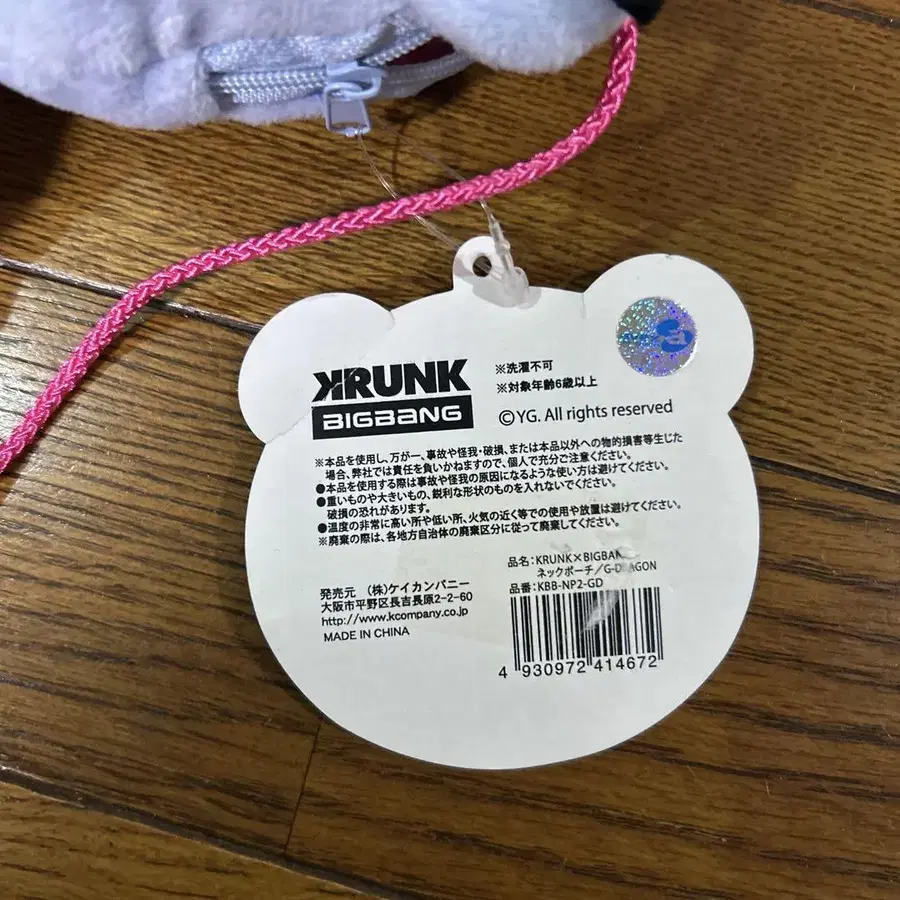 KRUNK
BIGBANG
※洗濯不可
※対象年齢6歳以上
©YG. All rights reserved
※本品を使用し、万が一、事故や怪我・破損、または本品以外への物的損害等生じた
場合、弊社では責任を負いかねますので、個人で充分ご注意ください。
●本品を使用する際は事故や怪我の原因になるような使い方は避けてください。
●重いものや大きいもの、鋭利な形状のものを入れないでください。
破損の恐れがあります。
●温度の非常に高い所や低い所、火気の近く等での使用や放置は避けてください。
※廃棄の際は、各地方自治体の廃棄区分に従って廃棄してください。
品名：KRUNK×BIGBAN
ネックポーチ/G-DRAGON
品番：KBB-NP2-GD
発売元 （株）ケイカンパニー
大阪市平野区長吉長原2-2-60
http://www.kcompany.co.jp
MADE IN CHINA
4 930972 414672